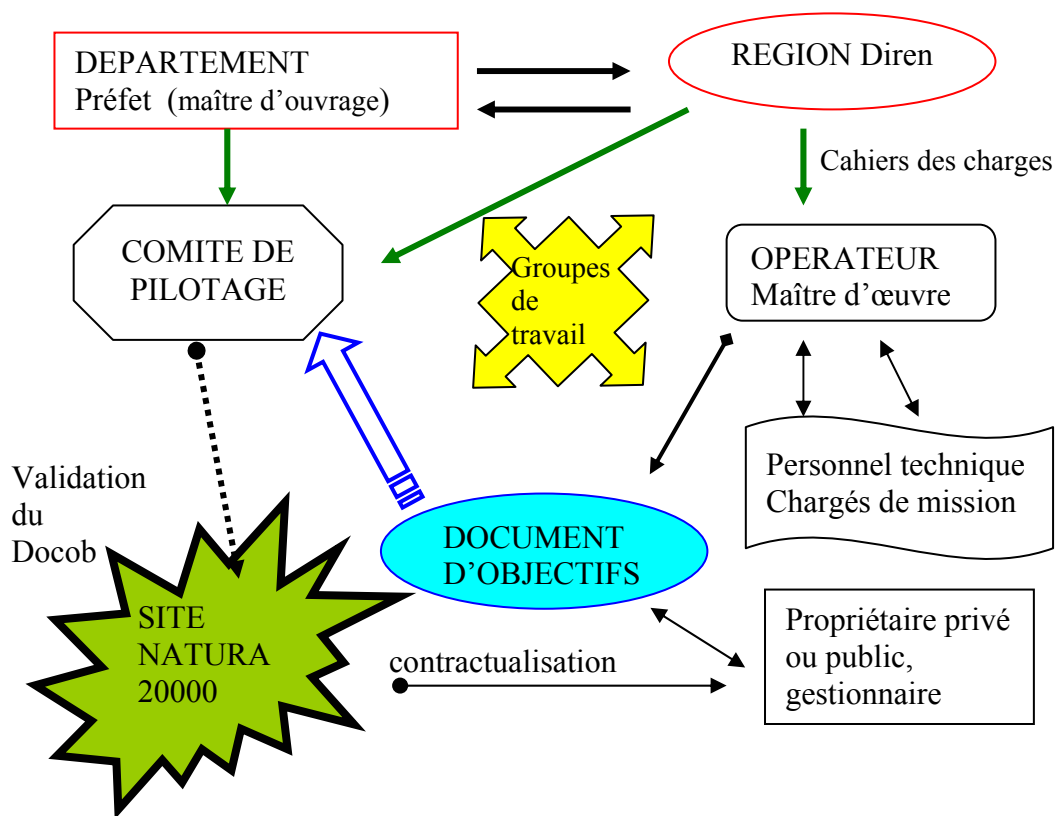 DEPARTEMENT
Préfet (maître d'ouvrage)
REGION Diren
Cahiers des charges
COMITE DE
PILOTAGE
Groupes
de
travail
OPERATEUR
Maître d'œuvre
Personnel technique
Chargés de mission
Validation
du
Docob
DOCUMENT
D'OBJECTIFS
SITE
NATURA
20000
contractualisation
Propriétaire privé
ou public,
gestionnaire